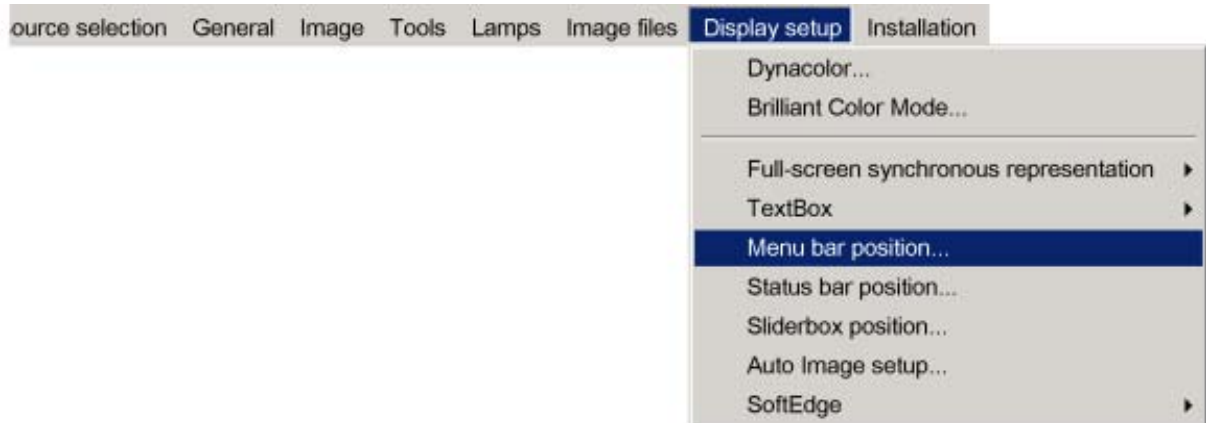 ource selection General Image Tools Lamps Image files Display setup Installation
Dynacolor...
Brilliant Color Mode...
Full-screen synchronous representation
TextBox
Menu bar position...
Status bar position...
Sliderbox position...
Auto Image setup...
SoftEdge